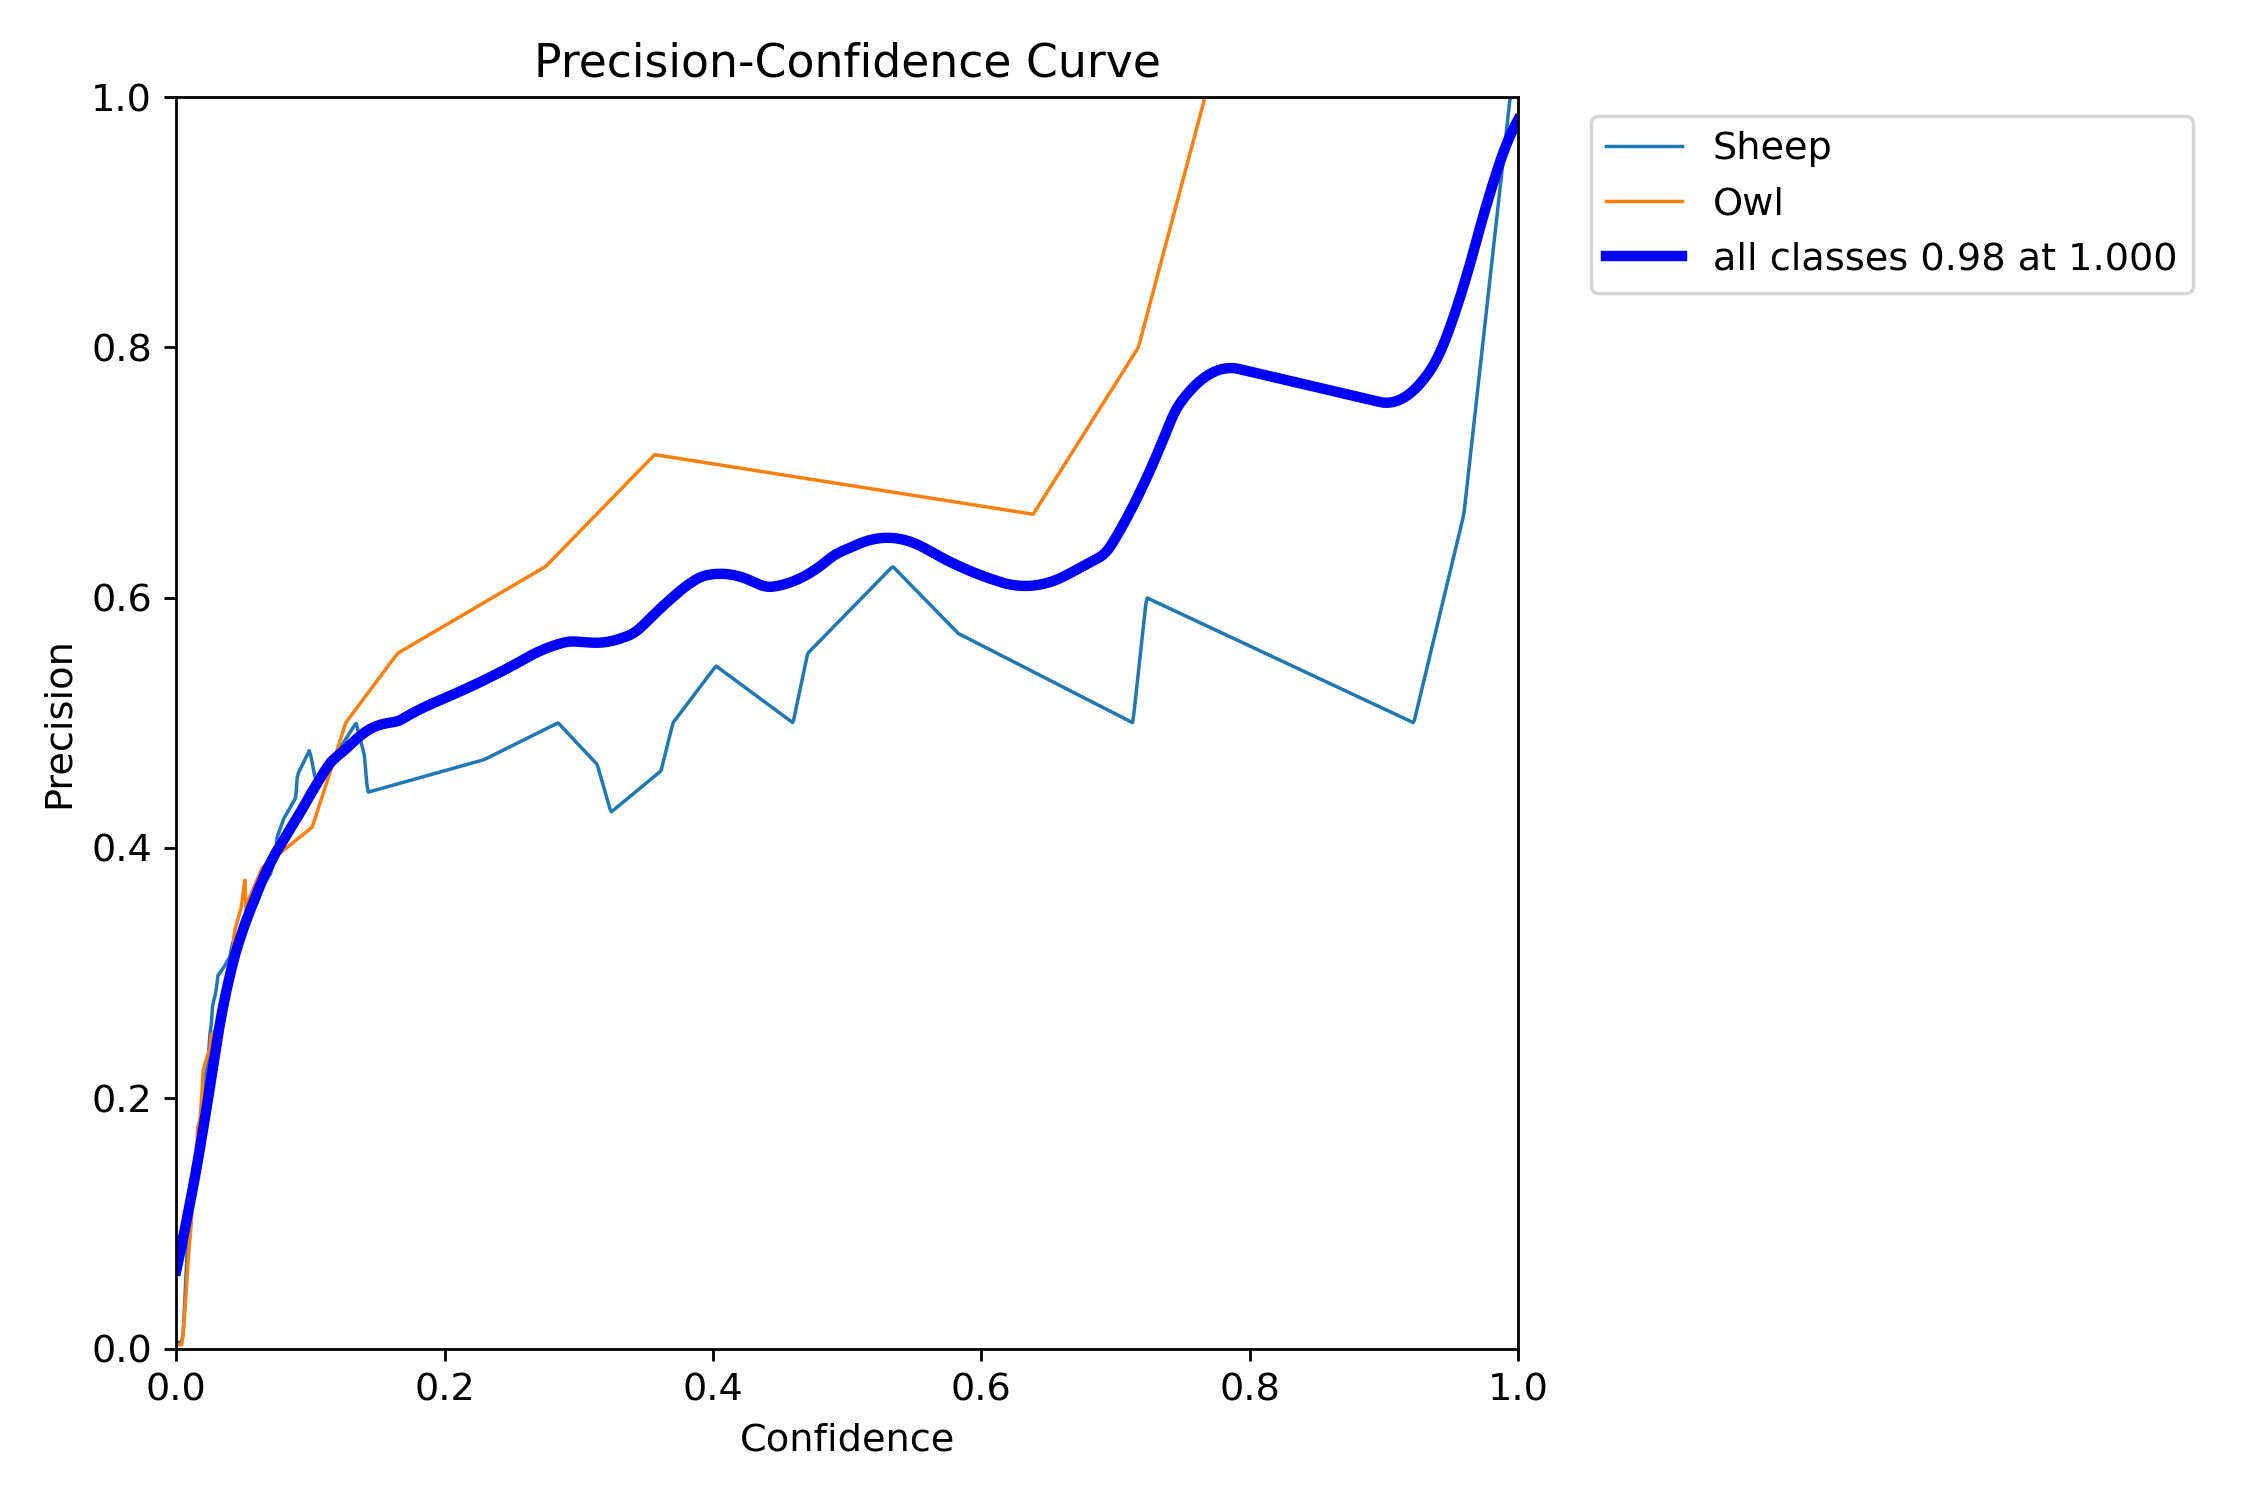 Precision-Confidence Curve
1.0
0.8
0.6
0.4
0.2
0.0
Precision
0.0 0.2 0.4 0.6 0.8 1.0
Confidence
Sheep
Owl
all classes 0.98 at 1.000